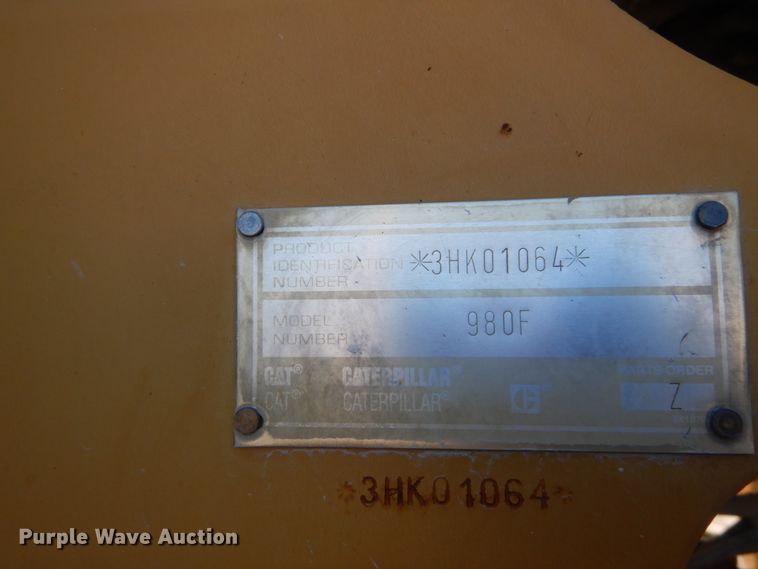 PRODUCT
IDENTIFICATION *3HK01064*
NUMBER
MODEL
NUMBER 980F
CAT® CATERPILLAR® PARTS ORDER
CAT® CATERPILLAR® C® Z
*3HK01064*
Purple Wave Auction